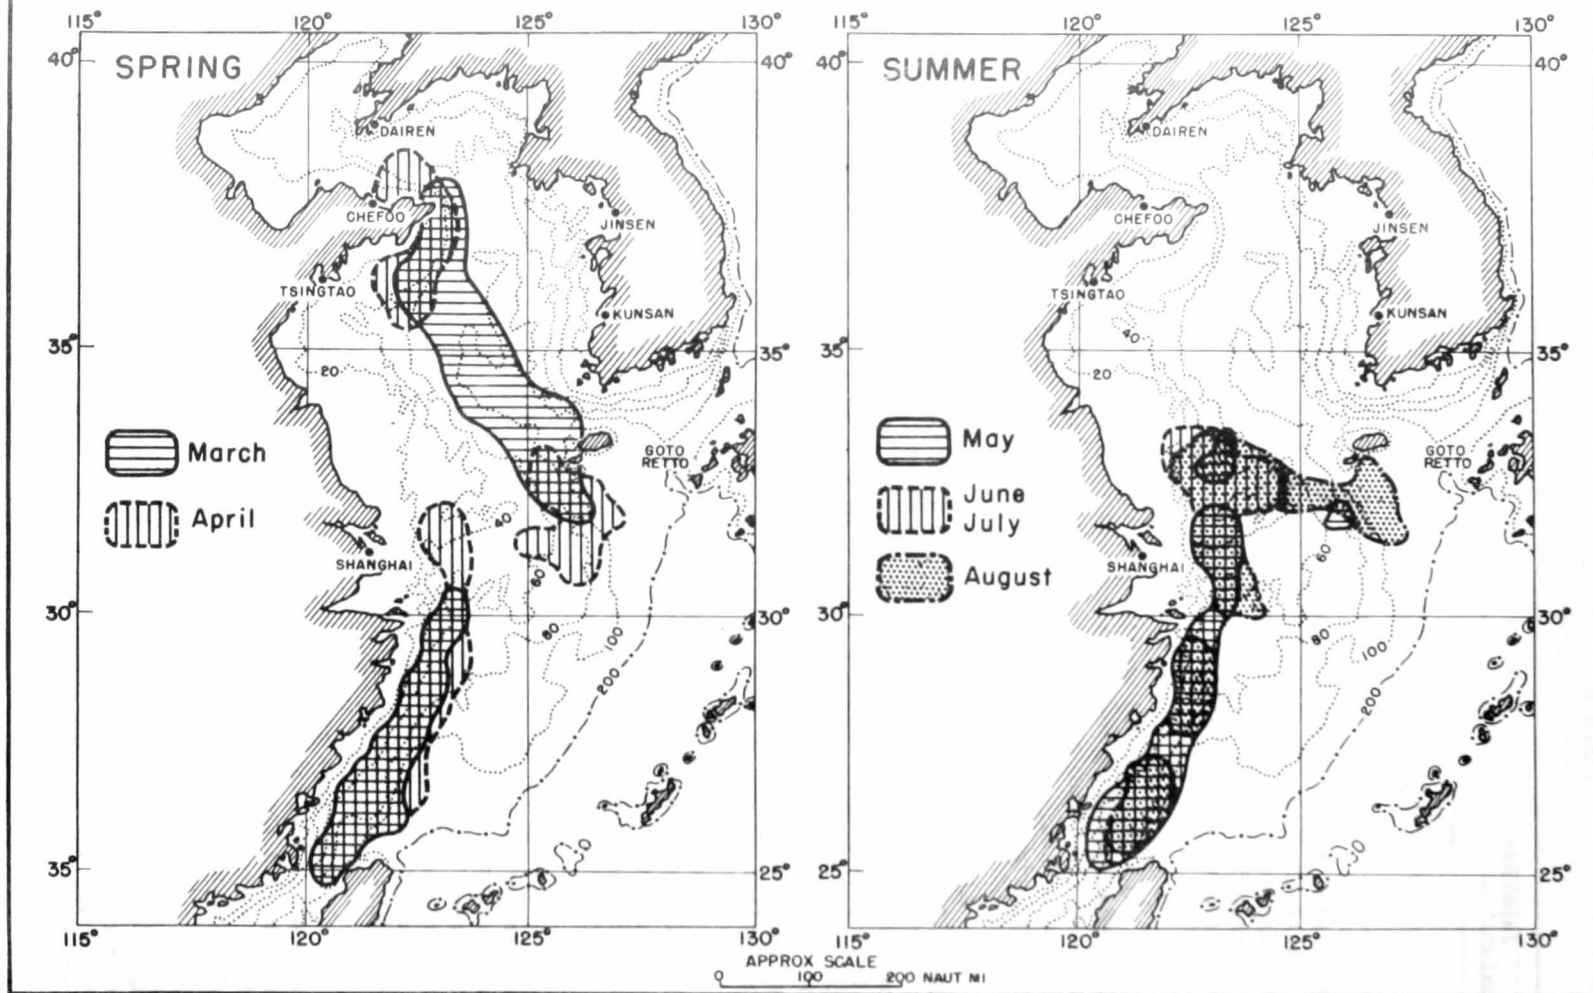 115° 120° 125° 130°
SPRING
40° 40°
DAIREN
CHEFOO
JINSEN
TSINGTAO
KUNSAN
35° 35°
20
March
GOTO
RETTO
April
40
SHANGHAI
60
30° 30°
80
100
200
35° 25°
115° 120° 125° 130°
115° 120° 125° 130°
SUMMER
40° 40°
DAIREN
CHEFOO
JINSEN
TSINGTAO
KUNSAN
40
35° 35°
20
May
GOTO
RETTO
June
July
60
SHANGHAI
August
30° 30°
80
100
200
25° 25°
115° 120° 125° 130°
APPROX SCALE
0 100 200 NAUT MI